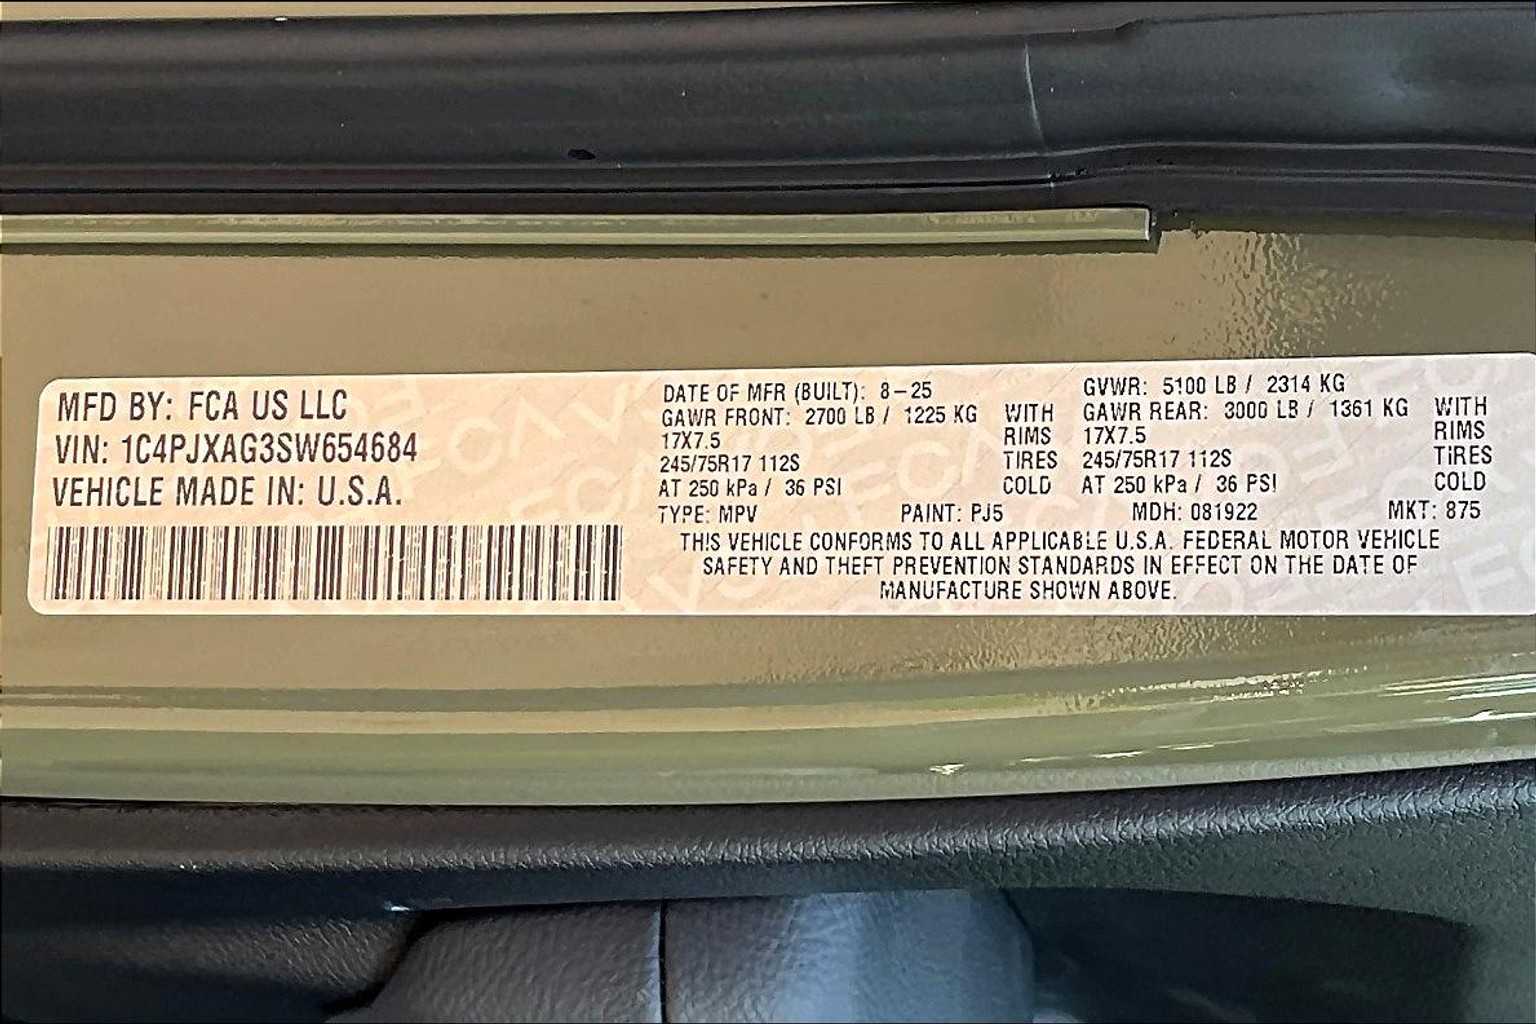 MFD BY: FCA US LLC
VIN: 1C4PJXAG3SW654684
VEHICLE MADE IN: U.S.A.
DATE OF MFR (BUILT): 8-25
GAWR FRONT: 2700 LB / 1225 KG WITH
17X7.5 RIMS
245/75R17 112S TIRES
AT 250 kPa / 36 PSI COLD
GVWR: 5100 LB / 2314 KG
GAWR REAR: 3000 LB / 1361 KG WITH
17X7.5 RIMS
245/75R17 112S TIRES
AT 250 kPa / 36 PSI COLD
TYPE: MPV PAINT: PJ5 MDH: 081922 MKT: 875
THIS VEHICLE CONFORMS TO ALL APPLICABLE U.S.A. FEDERAL MOTOR VEHICLE
SAFETY AND THEFT PREVENTION STANDARDS IN EFFECT ON THE DATE OF
MANUFACTURE SHOWN ABOVE.